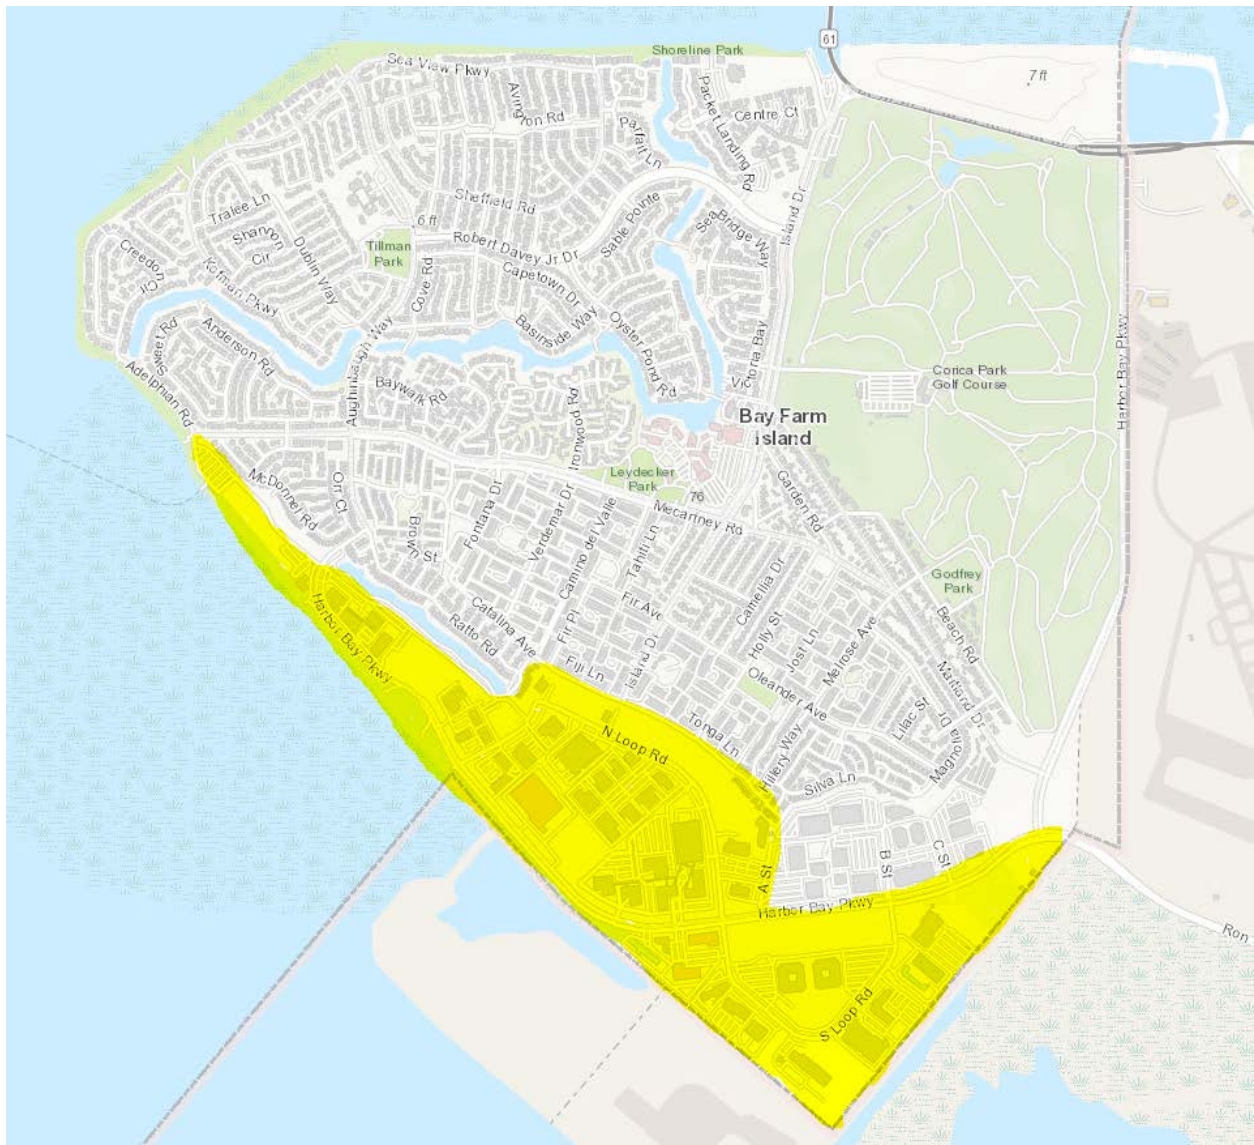 61
Shoreline Park
7 ft
Sea View Pkwy
Avington Rd
Packet Landing Rd
Centre Ct
Parfait Ln
Sheffield Rd
Tralee Ln
Shannon
Cir
Dublin Way
6 ft
Tillman
Park
Robert Davey Jr Dr
Sable Pointe
Sea
Bridge Way
Island Dr
Creedon
Cir
Kofman Pkwy
Cove Rd
Capetown Dr
Basinside Way
Oyster Pond Rd
Victoria Bay
Vic
Sweet Rd
Anderson Rd
Aughinbaugh Way
Baywalk Rd
Adelphian Rd
Ironwood Rd
Corica Park
Golf Course
Harbor Bay Pkwy
Bay Farm
Island
Leydecker
Park
76
Mecartney Rd
Garden Rd
McDonnel Rd
Orr Ct
Brown St
Fontana Dr
Verdemar Dr
Camino del Valle
Tahiti Ln
Fir Ave
Camellia Dr
Holly St
Jost Ln
Melrose Ave
Godfrey
Park
Beach Rd
Maitland Dr
Harbor Bay Pkwy
Ratto Rd
Catalina Ave
Fir Pl
Fiji Ln
Island Dr
Oleander Ave
Lilac St
Magnolia Dr
Tonga Ln
Hillery Way
Silva Ln
N Loop Rd
A St
B St
C St
Harbor Bay Pkwy
S Loop Rd
Ron